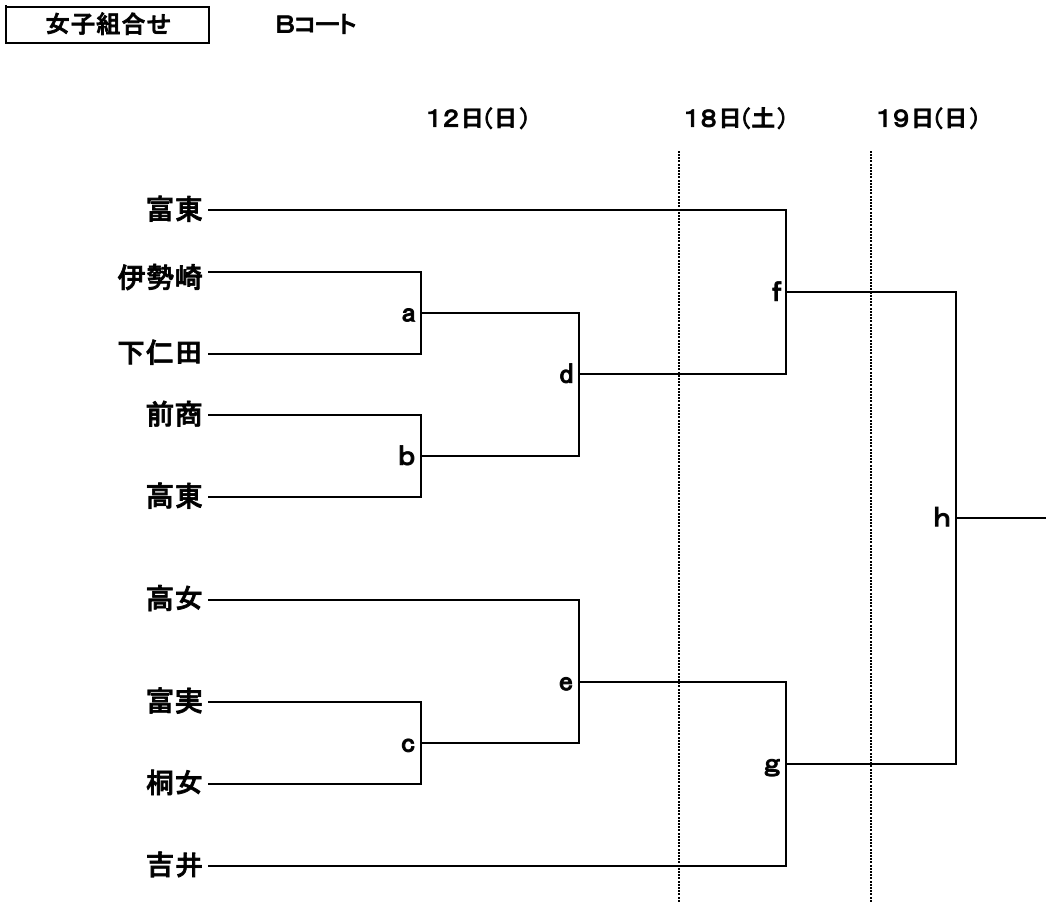 女子組合せ Bコート
12日(日) 18日(土) 19日(日)
富東
伊勢崎
下仁田
前商
高東
高女
富実
桐女
吉井
a
b
c
d
e
f
g
h